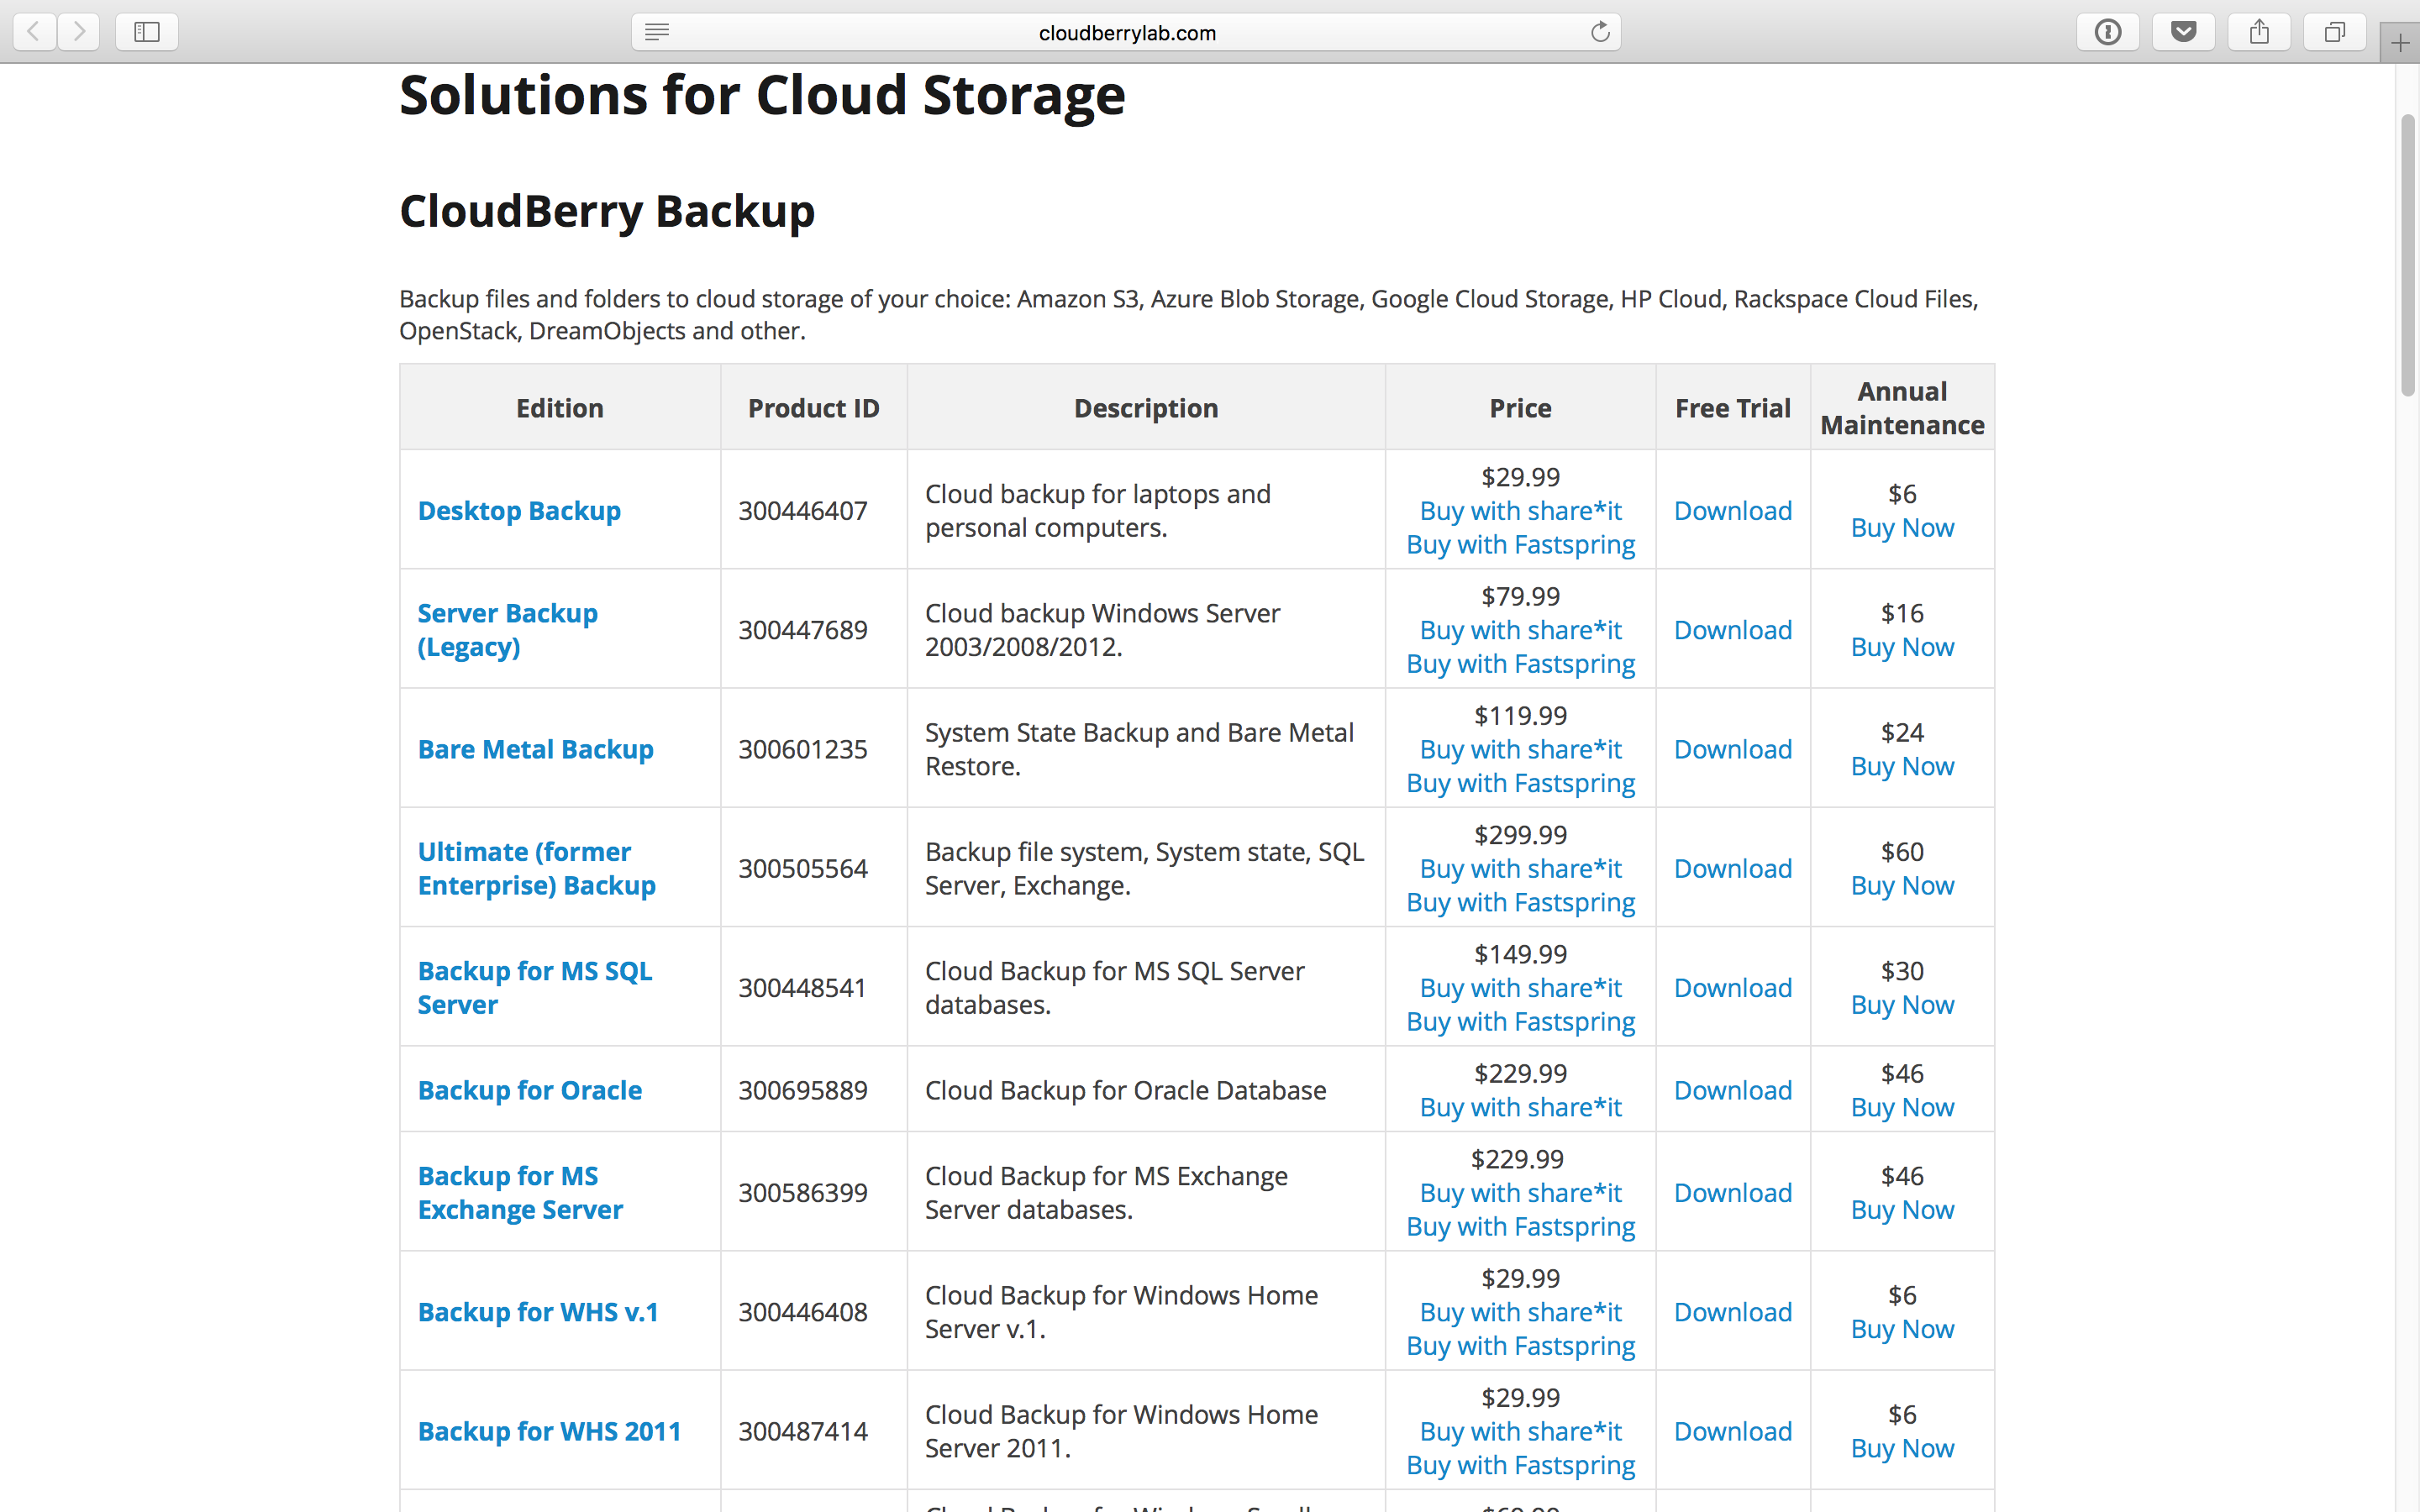 cloudberrylab.com
Solutions for Cloud Storage
CloudBerry Backup
Backup files and folders to cloud storage of your choice: Amazon S3, Azure Blob Storage, Google Cloud Storage, HP Cloud, Rackspace Cloud Files,
OpenStack, DreamObjects and other.
Edition Product ID Description Price Free Trial Annual Maintenance
Desktop Backup 300446407 Cloud backup for laptops and personal computers. $29.99 Buy with share*it Buy with Fastspring Download $6 Buy Now
Server Backup (Legacy) 300447689 Cloud backup Windows Server 2003/2008/2012. $79.99 Buy with share*it Buy with Fastspring Download $16 Buy Now
Bare Metal Backup 300601235 System State Backup and Bare Metal Restore. $119.99 Buy with share*it Buy with Fastspring Download $24 Buy Now
Ultimate (former Enterprise) Backup 300505564 Backup file system, System state, SQL Server, Exchange. $299.99 Buy with share*it Buy with Fastspring Download $60 Buy Now
Backup for MS SQL Server 300448541 Cloud Backup for MS SQL Server databases. $149.99 Buy with share*it Buy with Fastspring Download $30 Buy Now
Backup for Oracle 300695889 Cloud Backup for Oracle Database $229.99 Buy with share*it Download $46 Buy Now
Backup for MS Exchange Server 300586399 Cloud Backup for MS Exchange Server databases. $229.99 Buy with share*it Buy with Fastspring Download $46 Buy Now
Backup for WHS v.1 300446408 Cloud Backup for Windows Home Server v.1. $29.99 Buy with share*it Buy with Fastspring Download $6 Buy Now
Backup for WHS 2011 300487414 Cloud Backup for Windows Home Server 2011. $29.99 Buy with share*it Buy with Fastspring Download $6 Buy Now